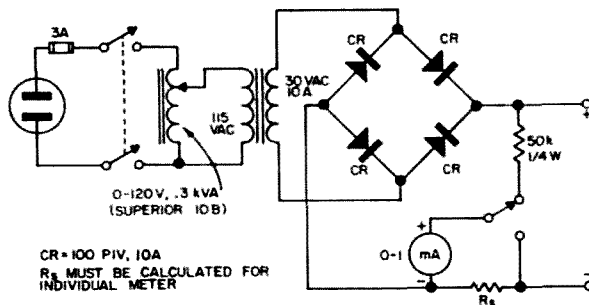 3A
115
VAC
30 VAC
10A
CR
CR
CR
CR
+
50k
1/4 W
0-120V, .3 kVA
(SUPERIOR 10B)
+
0-1
mA
-
Rs
-
CR = 100 PIV, 10A
Rs MUST BE CALCULATED FOR
INDIVIDUAL METER